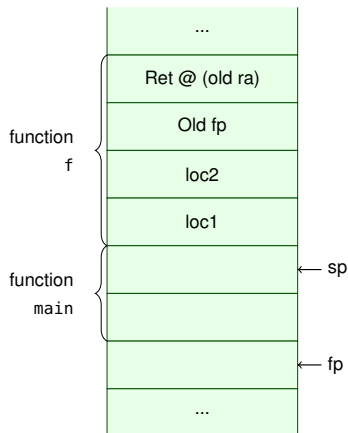 ...
Ret @ (old ra)
Old fp
function
f
loc2
loc1
function
main
sp
fp
...